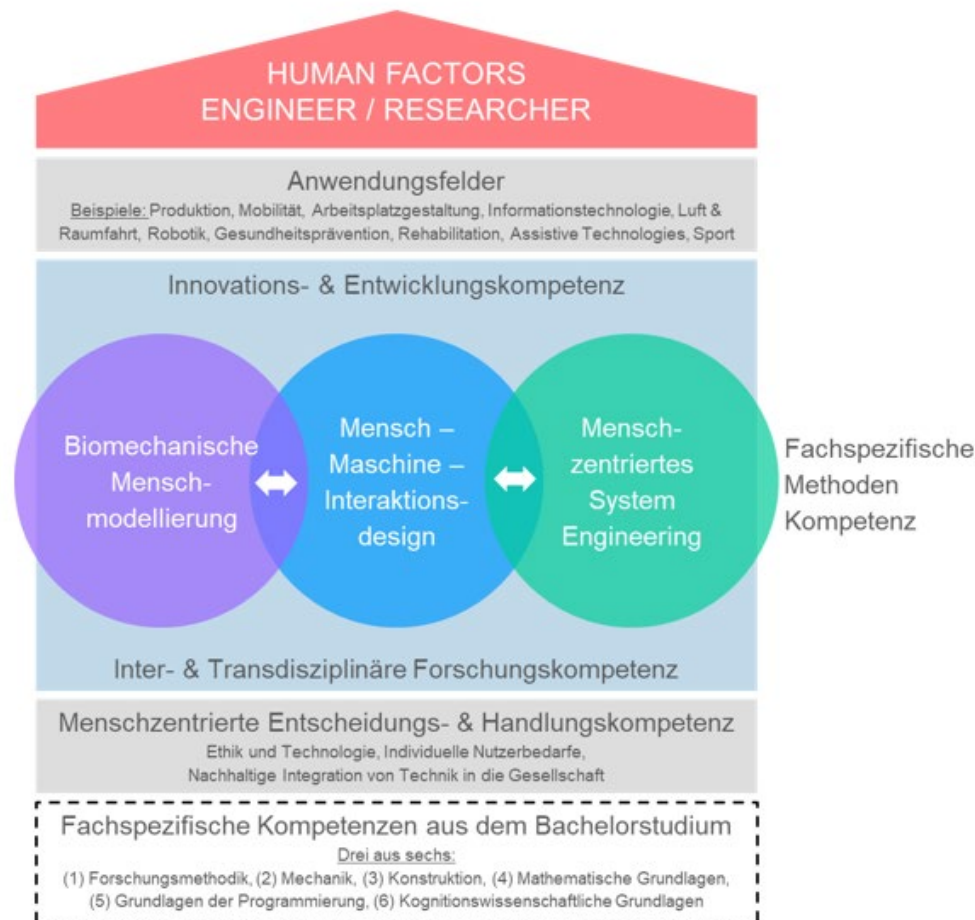 HUMAN FACTORS
ENGINEER / RESEARCHER
Anwendungsfelder
Beispiele: Produktion, Mobilität, Arbeitsplatzgestaltung, Informationstechnologie, Luft &
Raumfahrt, Robotik, Gesundheitsprävention, Rehabilitation, Assistive Technologies, Sport
Innovations- & Entwicklungskompetenz
Biomechanische
Mensch-
modellierung
Mensch –
Maschine –
Interaktions-
design
Mensch-
zentriertes
System
Engineering
Fachspezifische
Methoden
Kompetenz
Inter- & Transdisziplinäre Forschungskompetenz
Menschzentrierte Entscheidungs- & Handlungskompetenz
Ethik und Technologie, Individuelle Nutzerbedarfe,
Nachhaltige Integration von Technik in die Gesellschaft
Fachspezifische Kompetenzen aus dem Bachelorstudium
Drei aus sechs:
(1) Forschungsmethodik, (2) Mechanik, (3) Konstruktion, (4) Mathematische Grundlagen,
(5) Grundlagen der Programmierung, (6) Kognitionswissenschaftliche Grundlagen